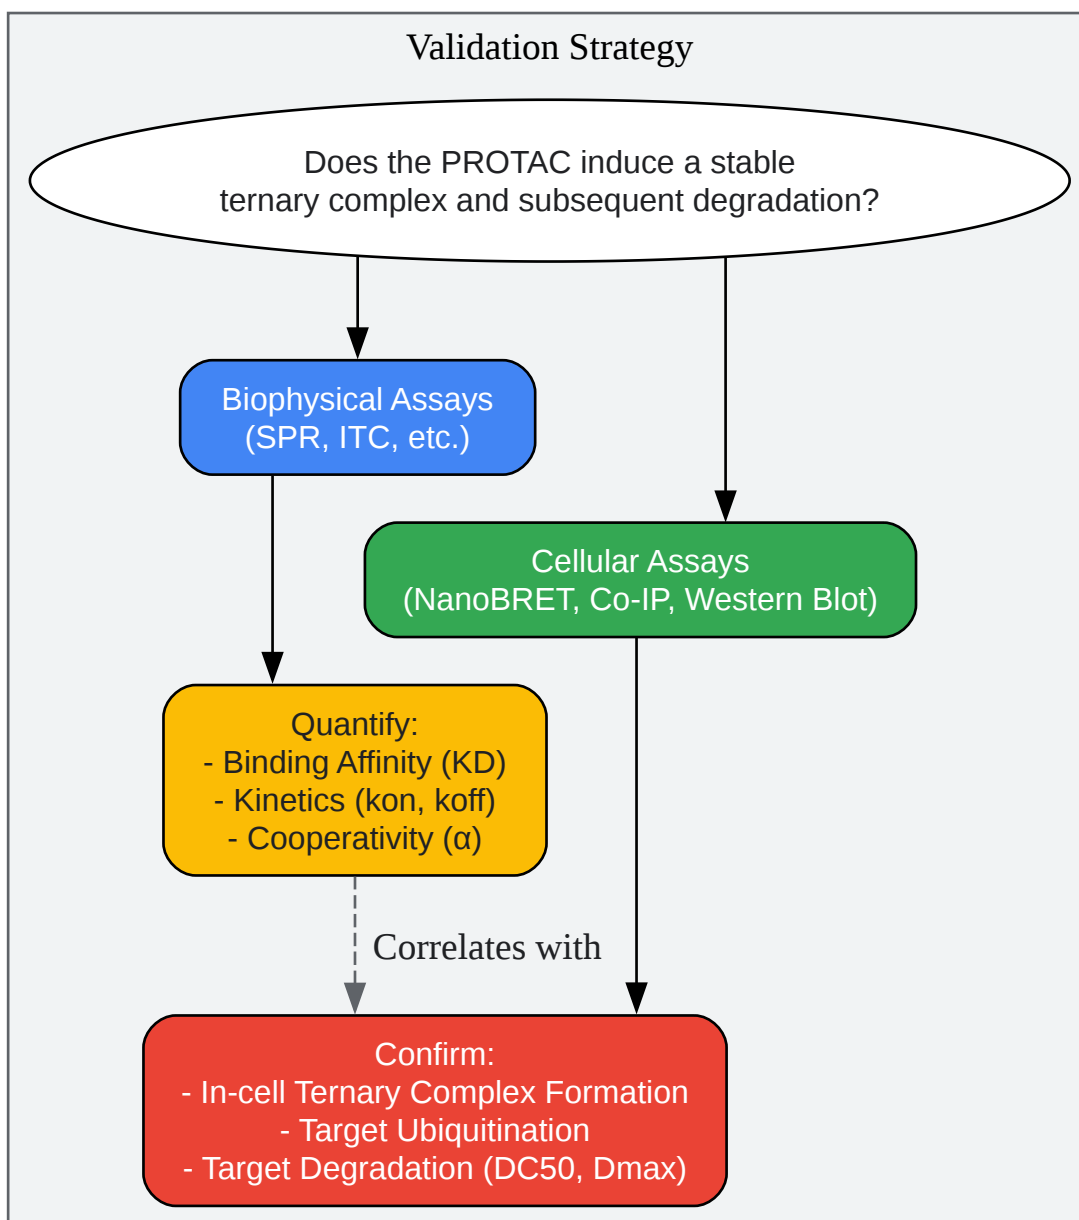 Validation Strategy
Does the PROTAC induce a stable
ternary complex and subsequent degradation?
Biophysical Assays
(SPR, ITC, etc.)
Cellular Assays
(NanoBRET, Co-IP, Western Blot)
Quantify:
- Binding Affinity (KD)
- Kinetics (kon, koff)
- Cooperativity (α)
Correlates with
Confirm:
- In-cell Ternary Complex Formation
- Target Ubiquitination
- Target Degradation (DC50, Dmax)